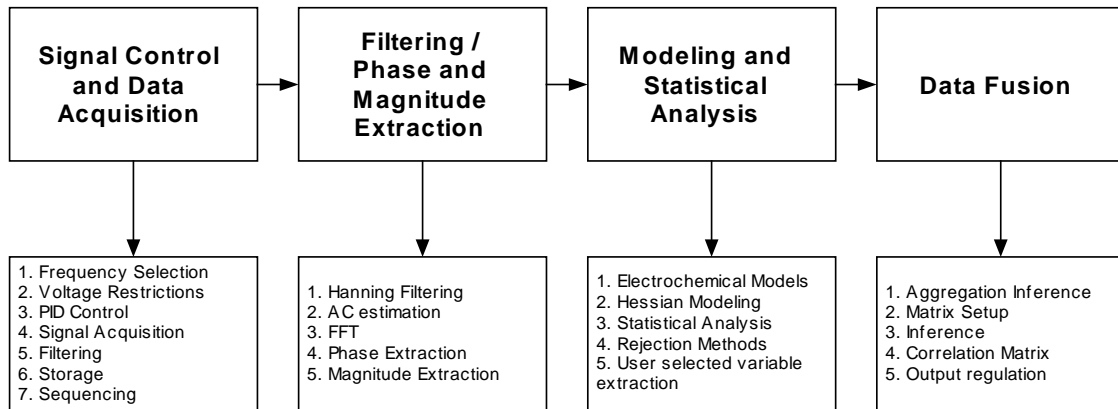 Signal Control
and Data
Acquisition
Filtering /
Phase and
Magnitude
Extraction
Modeling and
Statistical
Analysis
Data Fusion
1. Frequency Selection
2. Voltage Restrictions
3. PID Control
4. Signal Acquisition
5. Filtering
6. Storage
7. Sequencing
1. Hanning Filtering
2. AC estimation
3. FFT
4. Phase Extraction
5. Magnitude Extraction
1. Electrochemical Models
2. Hessian Modeling
3. Statistical Analysis
4. Rejection Methods
5. User selected variable
extraction
1. Aggregation Inference
2. Matrix Setup
3. Inference
4. Correlation Matrix
5. Output regulation